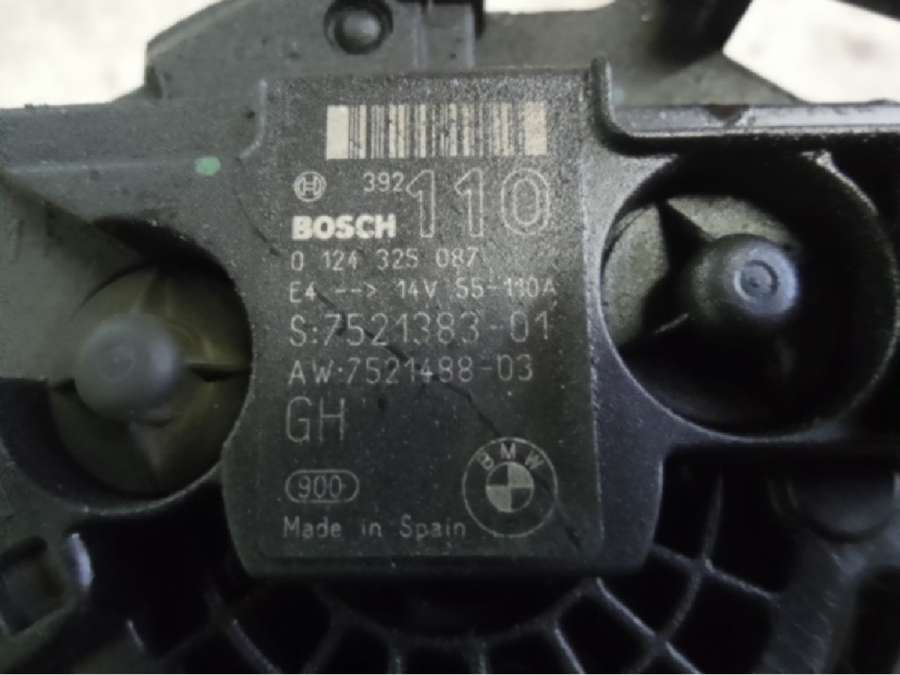 392 110
BOSCH
0 124 325 087
E4 --> 14V 55-110A
S:7521383-01
AW:7521488-03
GH
900
BMW
Made in Spain